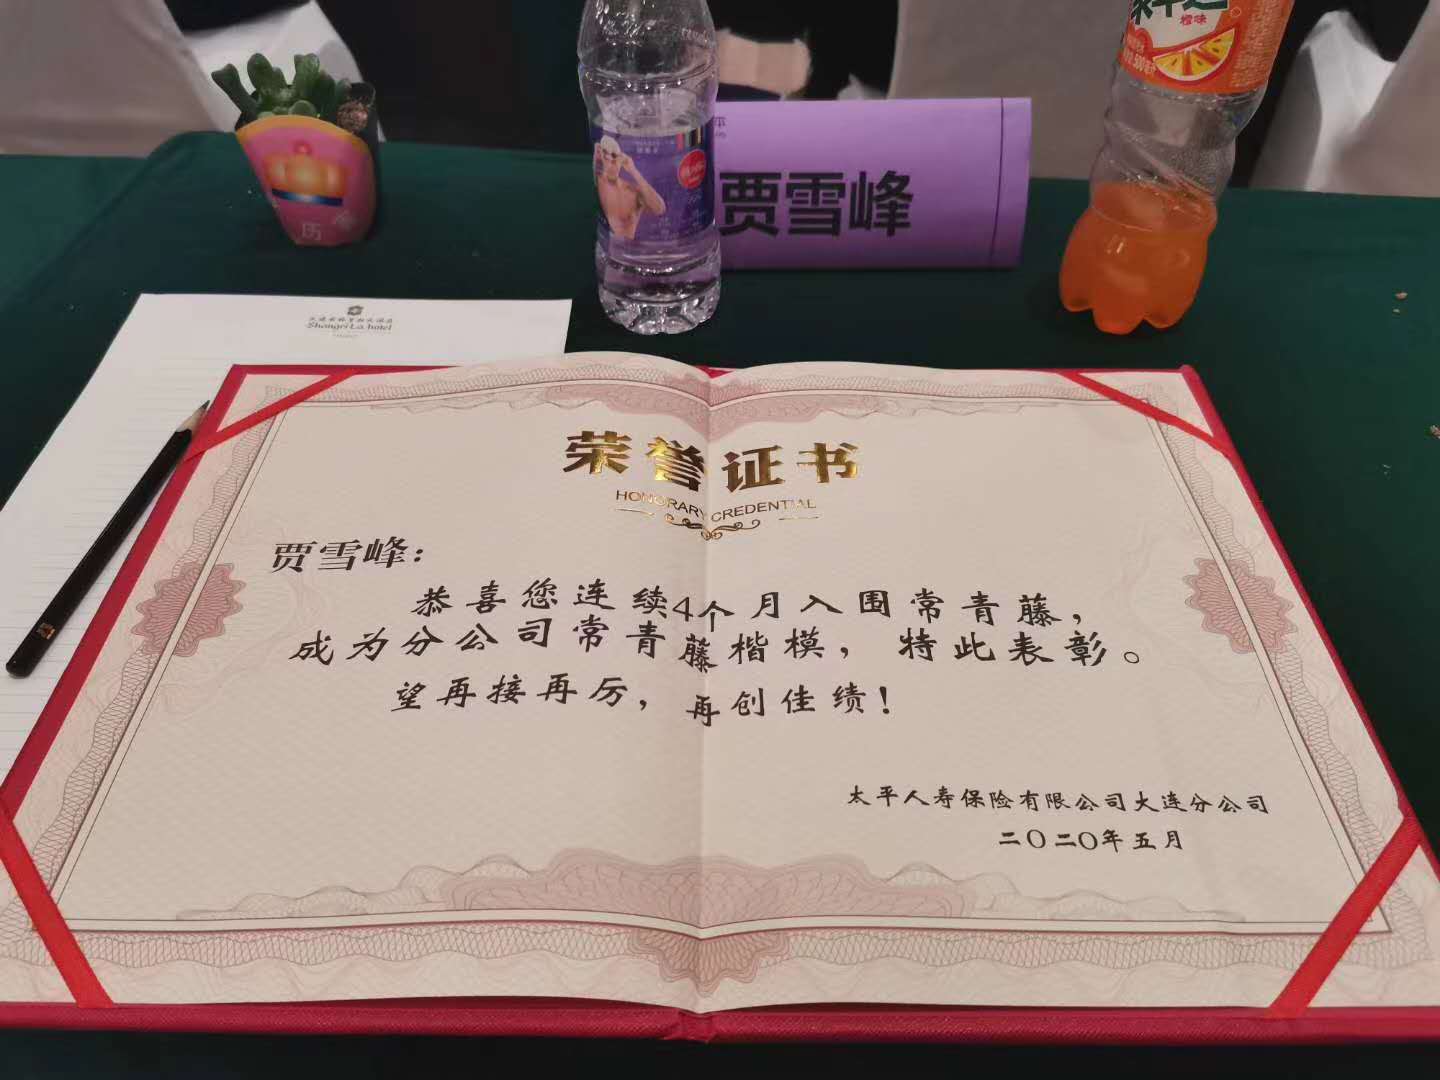 橙味
贾雪峰
历
Shangri-La hotel
荣誉证书
HONORARY CREDENTIAL
贾雪峰：
恭喜您连续4个月入围常青藤，
成为分公司常青藤楷模，特此表彰。
望再接再厉，再创佳绩！
太平人寿保险有限公司大连分公司
二〇二〇年五月